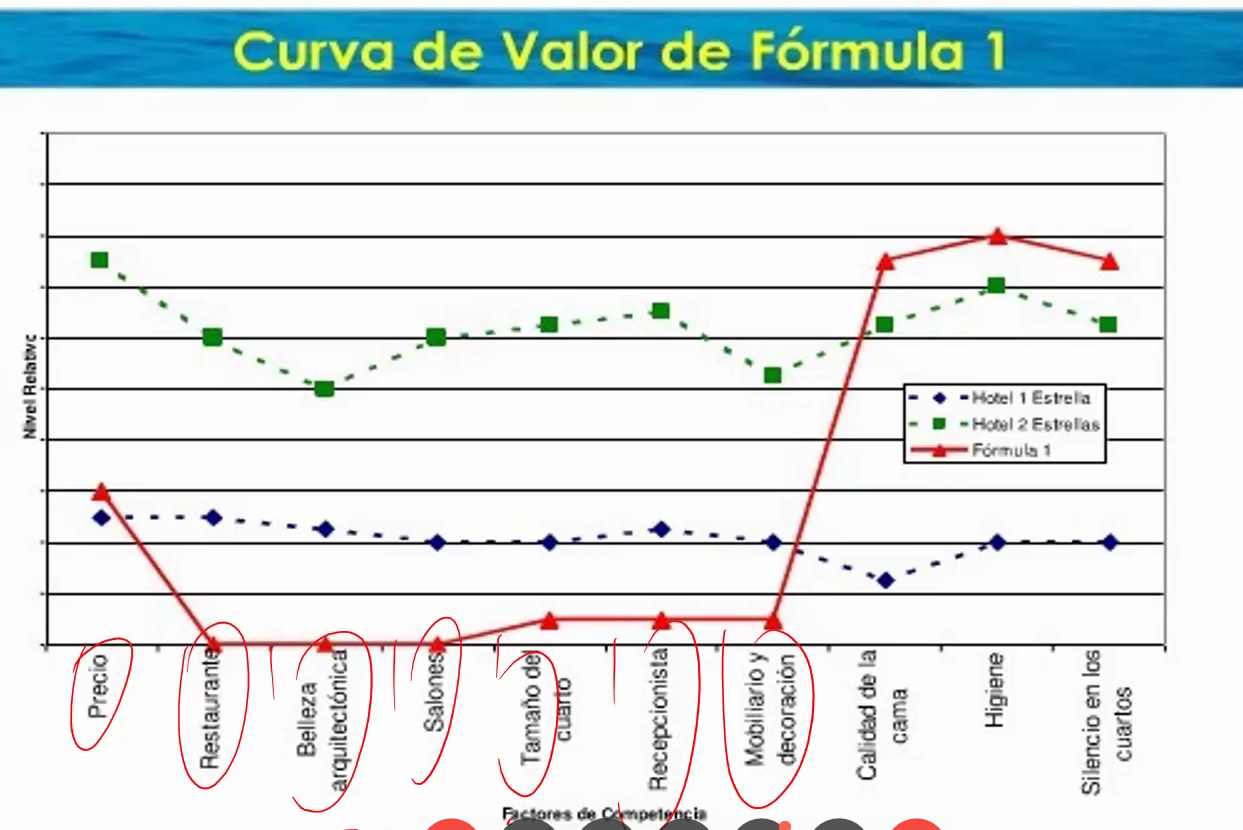 Curva de Valor de Fórmula 1
Nivel Relativo
Hotel 1 Estrella
Hotel 2 Estrellas
Fórmula 1
Precio
Restaurante
Belleza
arquitectónica
Salones
Tamaño del
cuarto
Recepcionista
Mobiliario y
decoración
Calidad de la
cama
Higiene
Silencio en los
cuartos
Factores de Competencia